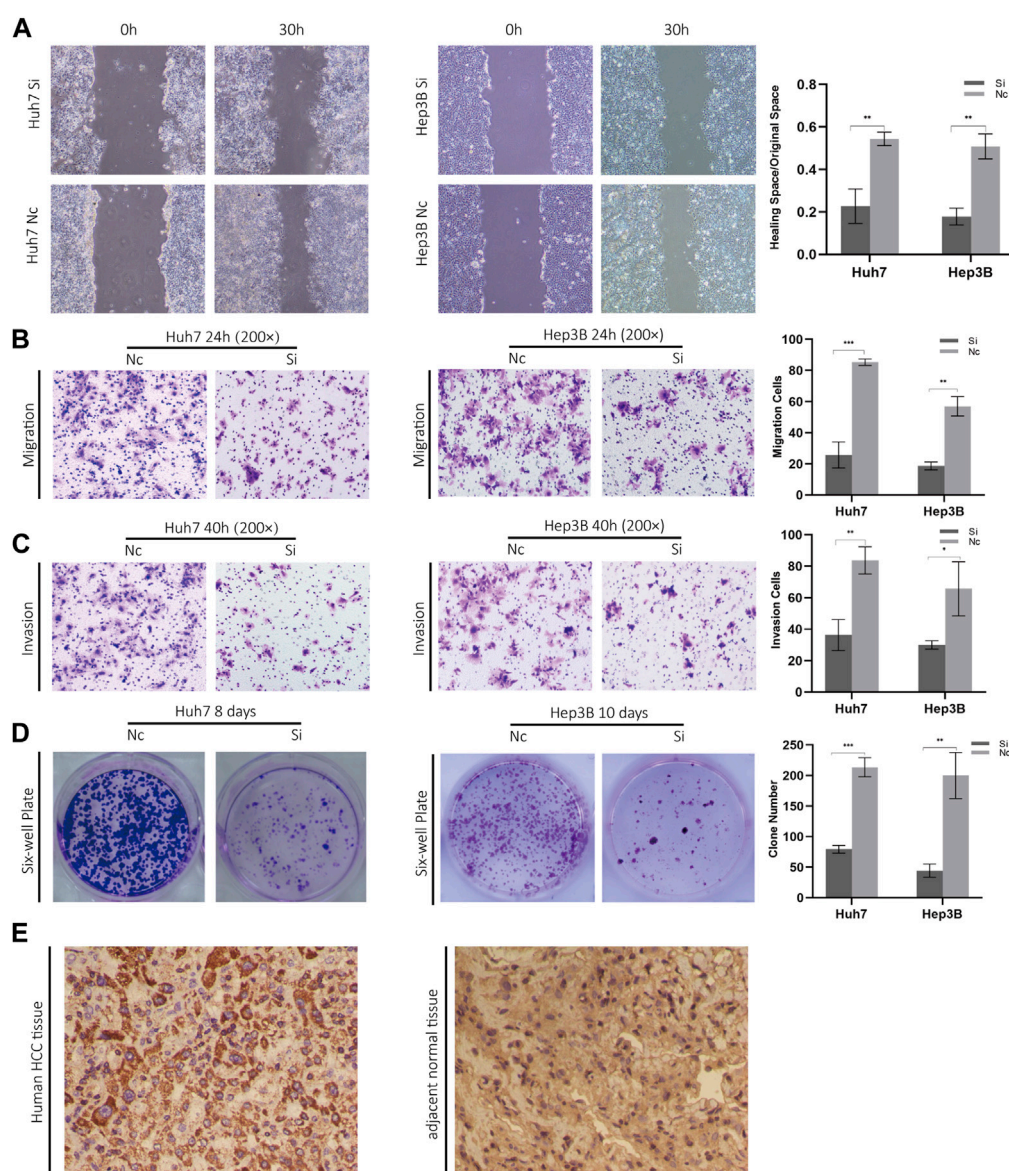 A
0h
30h
0h
30h
Huh7 Si
Huh7 Nc
Hep3B Si
Hep3B Nc
Healing Space/Original Space
0.8
0.6
0.4
0.2
0.0
Si
Nc
**
**
Huh7
Hep3B
B
Huh7 24h (200×)
Nc
Si
Migration
Hep3B 24h (200×)
Nc
Si
Migration
Migration Cells
100
80
60
40
20
0
Si
Nc
***
**
Huh7
Hep3B
C
Huh7 40h (200×)
Nc
Si
Invasion
Hep3B 40h (200×)
Nc
Si
Invasion
Invasion Cells
100
80
60
40
20
0
Si
Nc
**
*
Huh7
Hep3B
D
Huh7 8 days
Nc
Si
Six-well Plate
Hep3B 10 days
Nc
Si
Six-well Plate
Clone Number
250
200
150
100
50
0
Si
Nc
***
**
Huh7
Hep3B
E
Human HCC tissue
adjacent normal tissue